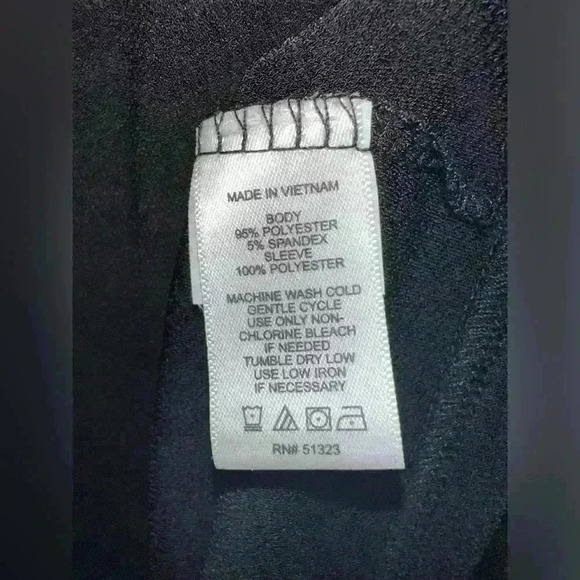 MADE IN VIETNAM
BODY
95% POLYESTER
5% SPANDEX
SLEEVE
100% POLYESTER
MACHINE WASH COLD
GENTLE CYCLE
USE ONLY NON-
CHLORINE BLEACH
IF NEEDED
TUMBLE DRY LOW
USE LOW IRON
IF NECESSARY
RN# 51323